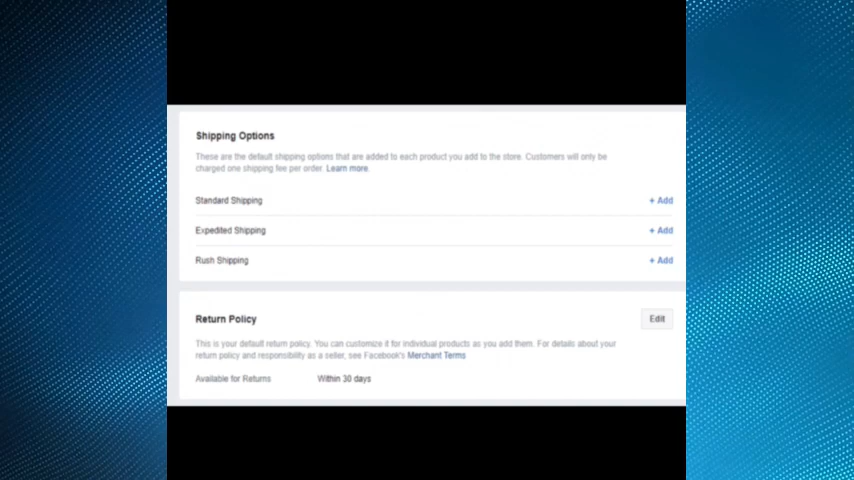 Shipping Options
These are the default shipping options that are added to each product you add to the store. Customers will only be
charged one shipping fee per order. Learn more.
Standard Shipping + Add
Expedited Shipping + Add
Rush Shipping + Add
Return Policy Edit
This is your default return policy. You can customize it for individual products as you add them. For details about your
return policy and responsibility as a seller, see Facebook's Merchant Terms
Available for Returns Within 30 days